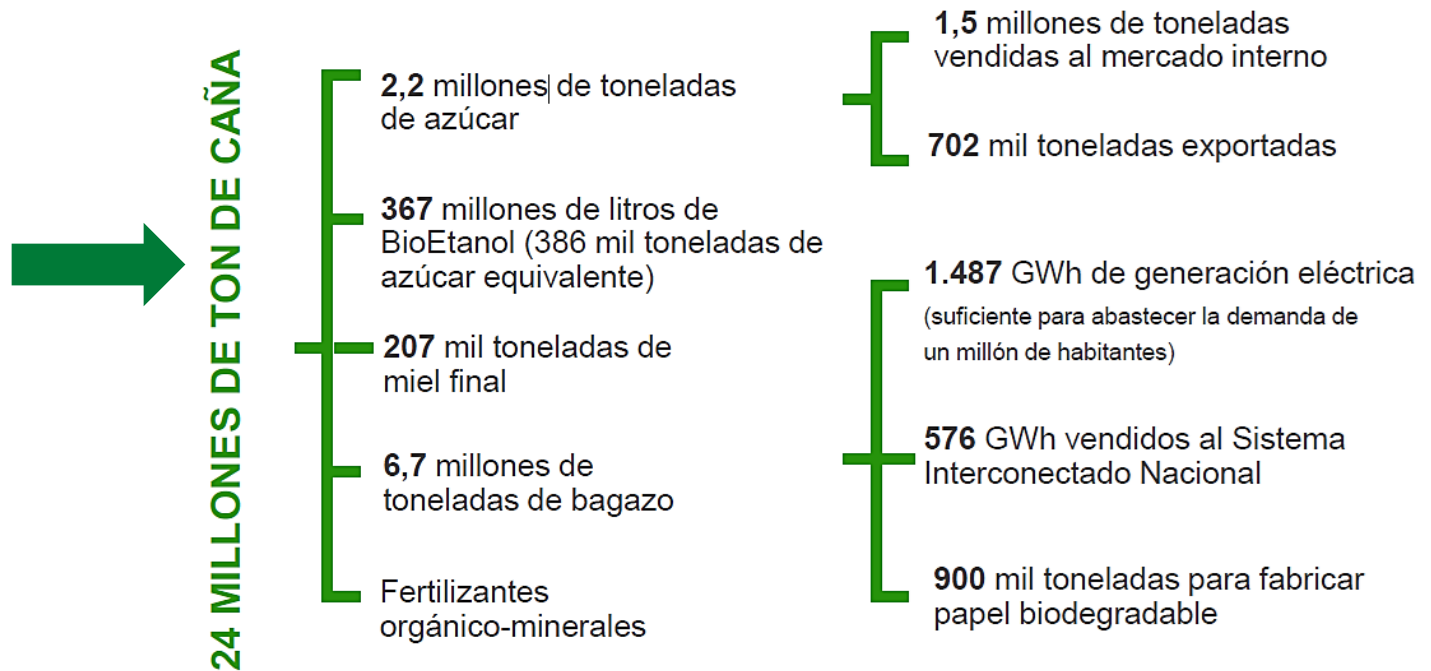 24 MILLONES DE TON DE CAÑA
2,2 millones de toneladas
de azúcar
1,5 millones de toneladas
vendidas al mercado interno
702 mil toneladas exportadas
367 millones de litros de
BioEtanol (386 mil toneladas de
azúcar equivalente)
207 mil toneladas de
miel final
6,7 millones de
toneladas de bagazo
1.487 GWh de generación eléctrica
(suficiente para abastecer la demanda de
un millón de habitantes)
576 GWh vendidos al Sistema
Interconectado Nacional
900 mil toneladas para fabricar
papel biodegradable
Fertilizantes
orgánico-minerales